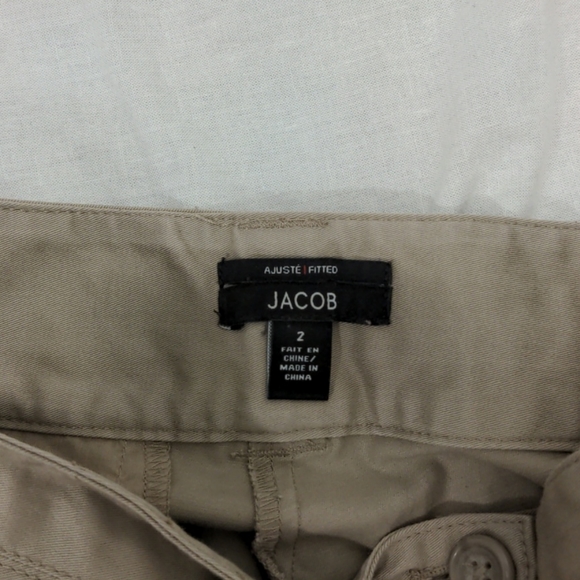 AJUSTÉ | FITTED
JACOB
2
FAIT EN
CHINE/
MADE IN
CHINA